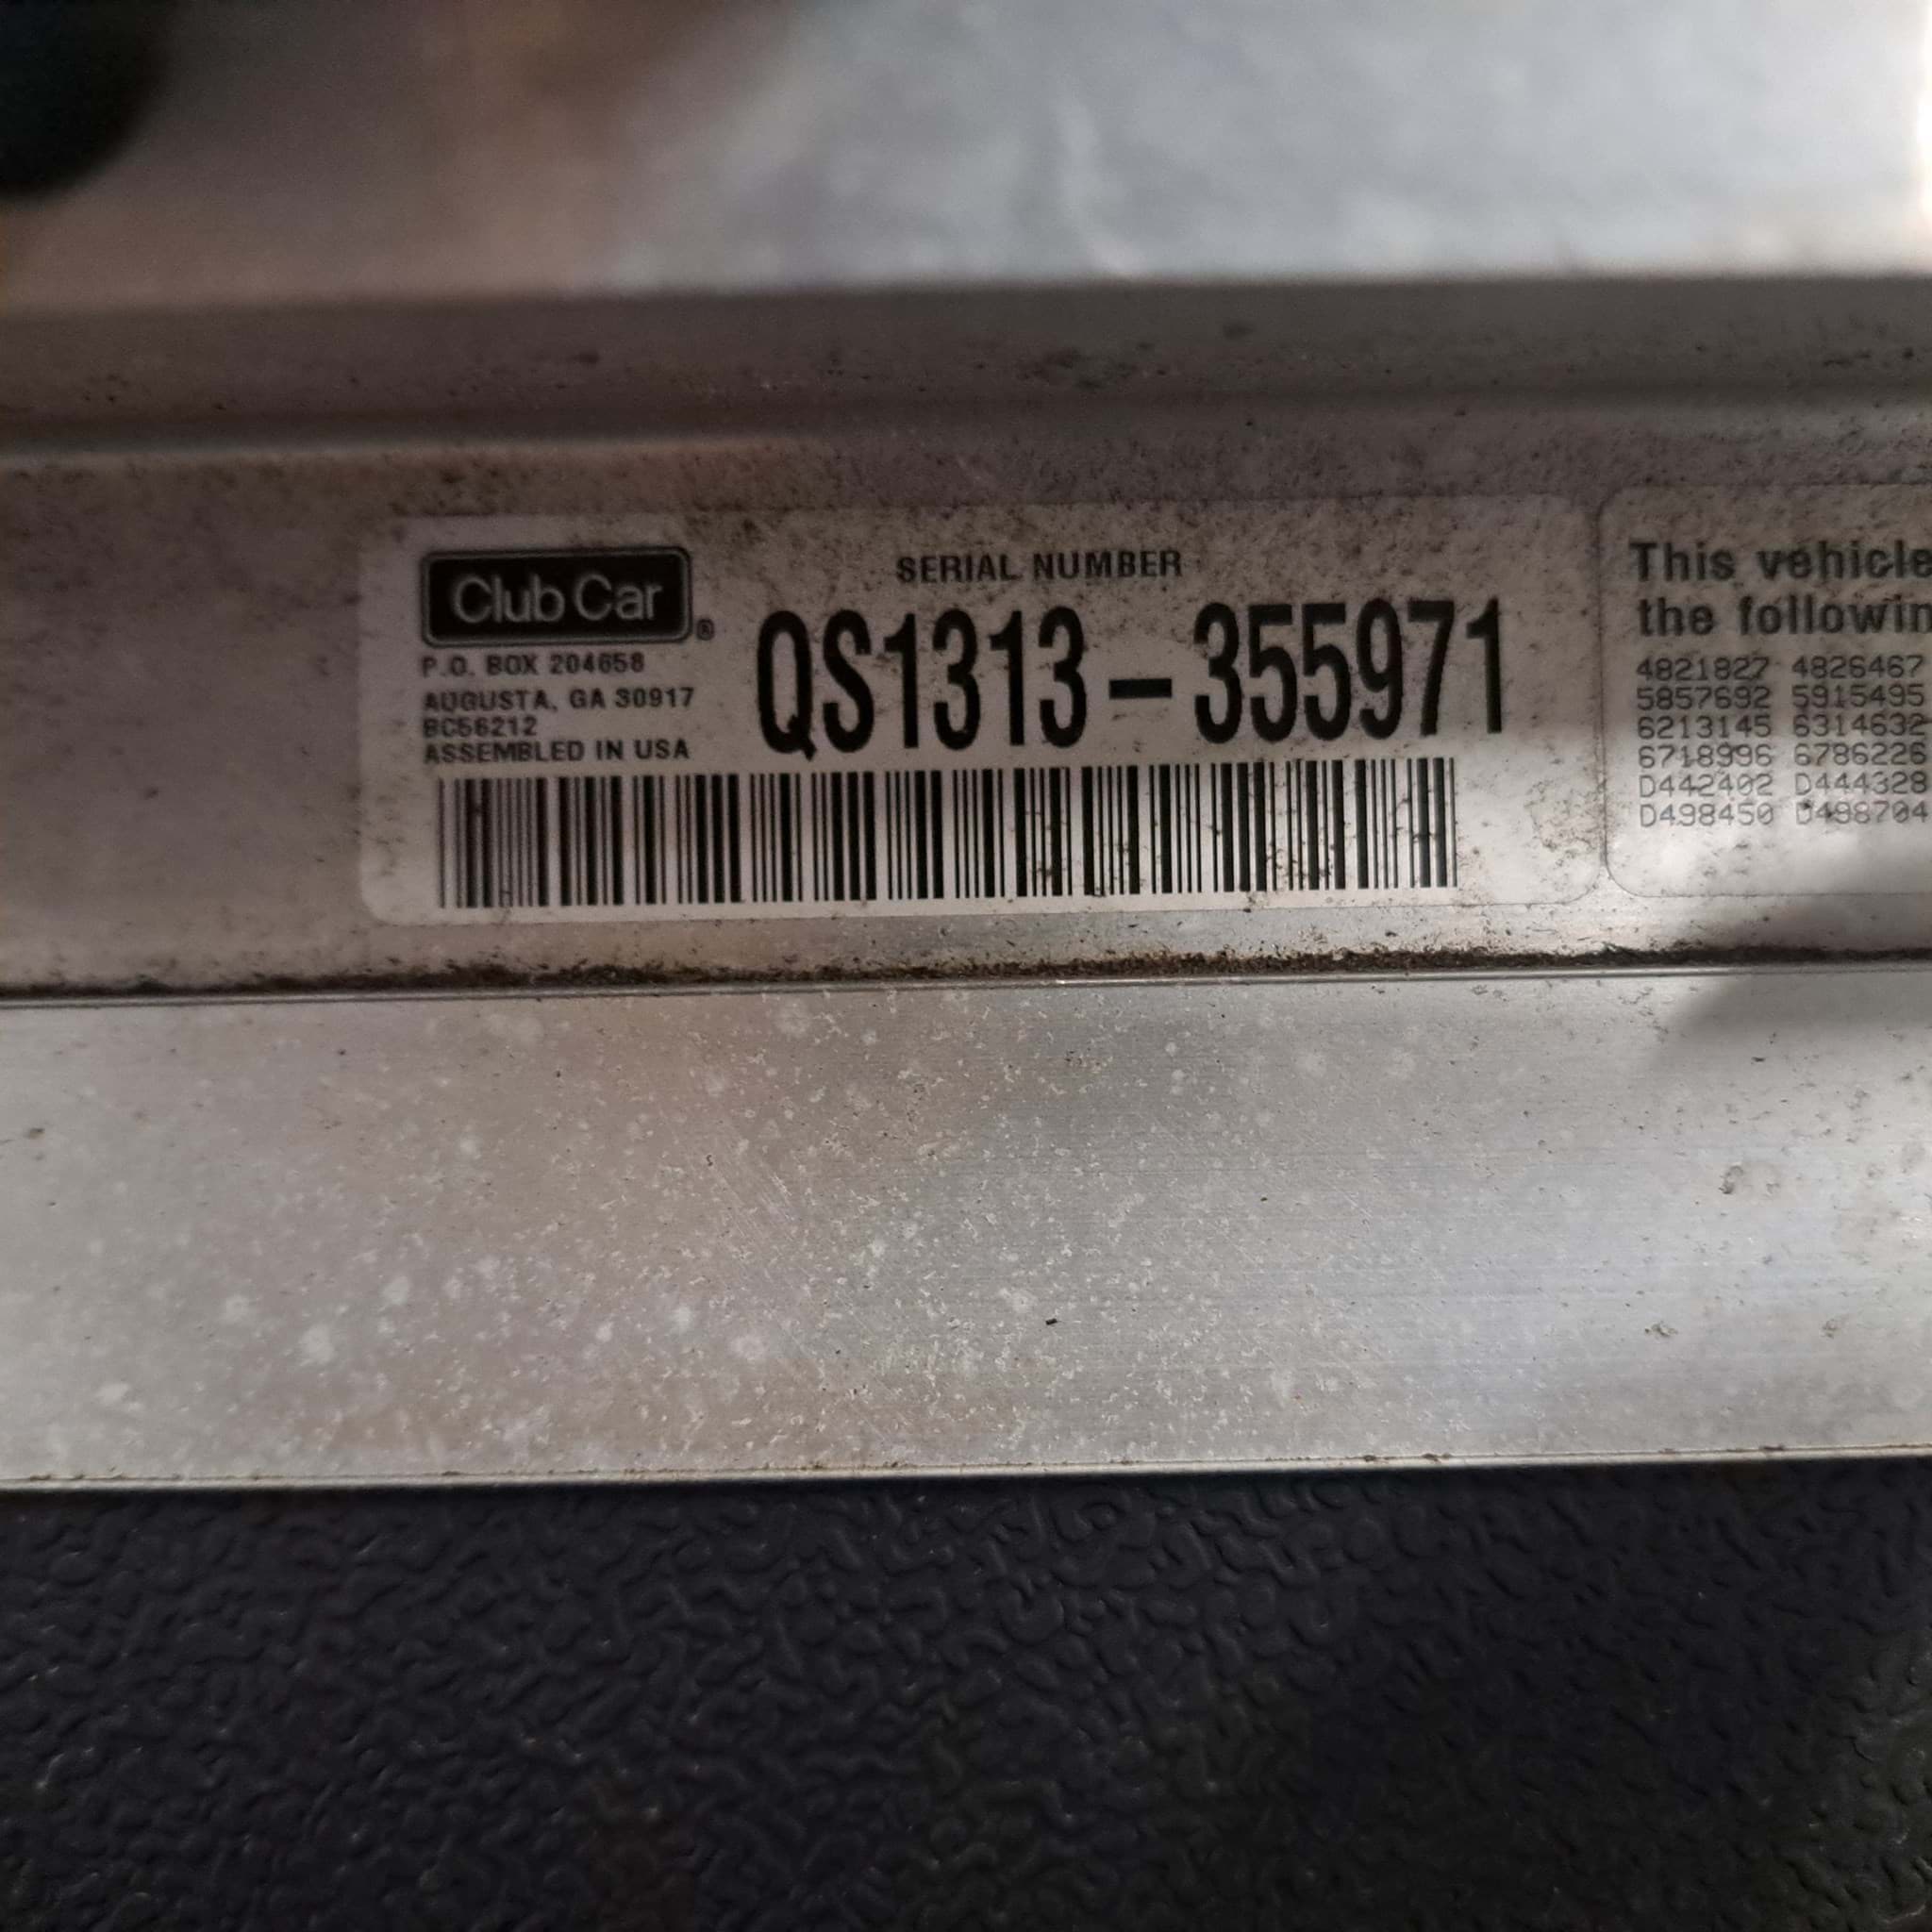 Club Car®
P.O. BOX 204658
AUGUSTA, GA 30917
BC56212
ASSEMBLED IN USA
SERIAL NUMBER
QS1313-355971
This vehicle
the followin
4821827 4826467
5857692 5915495
6213145 6314632
6718996 6786226
D442402 D444328
D498450 D498704